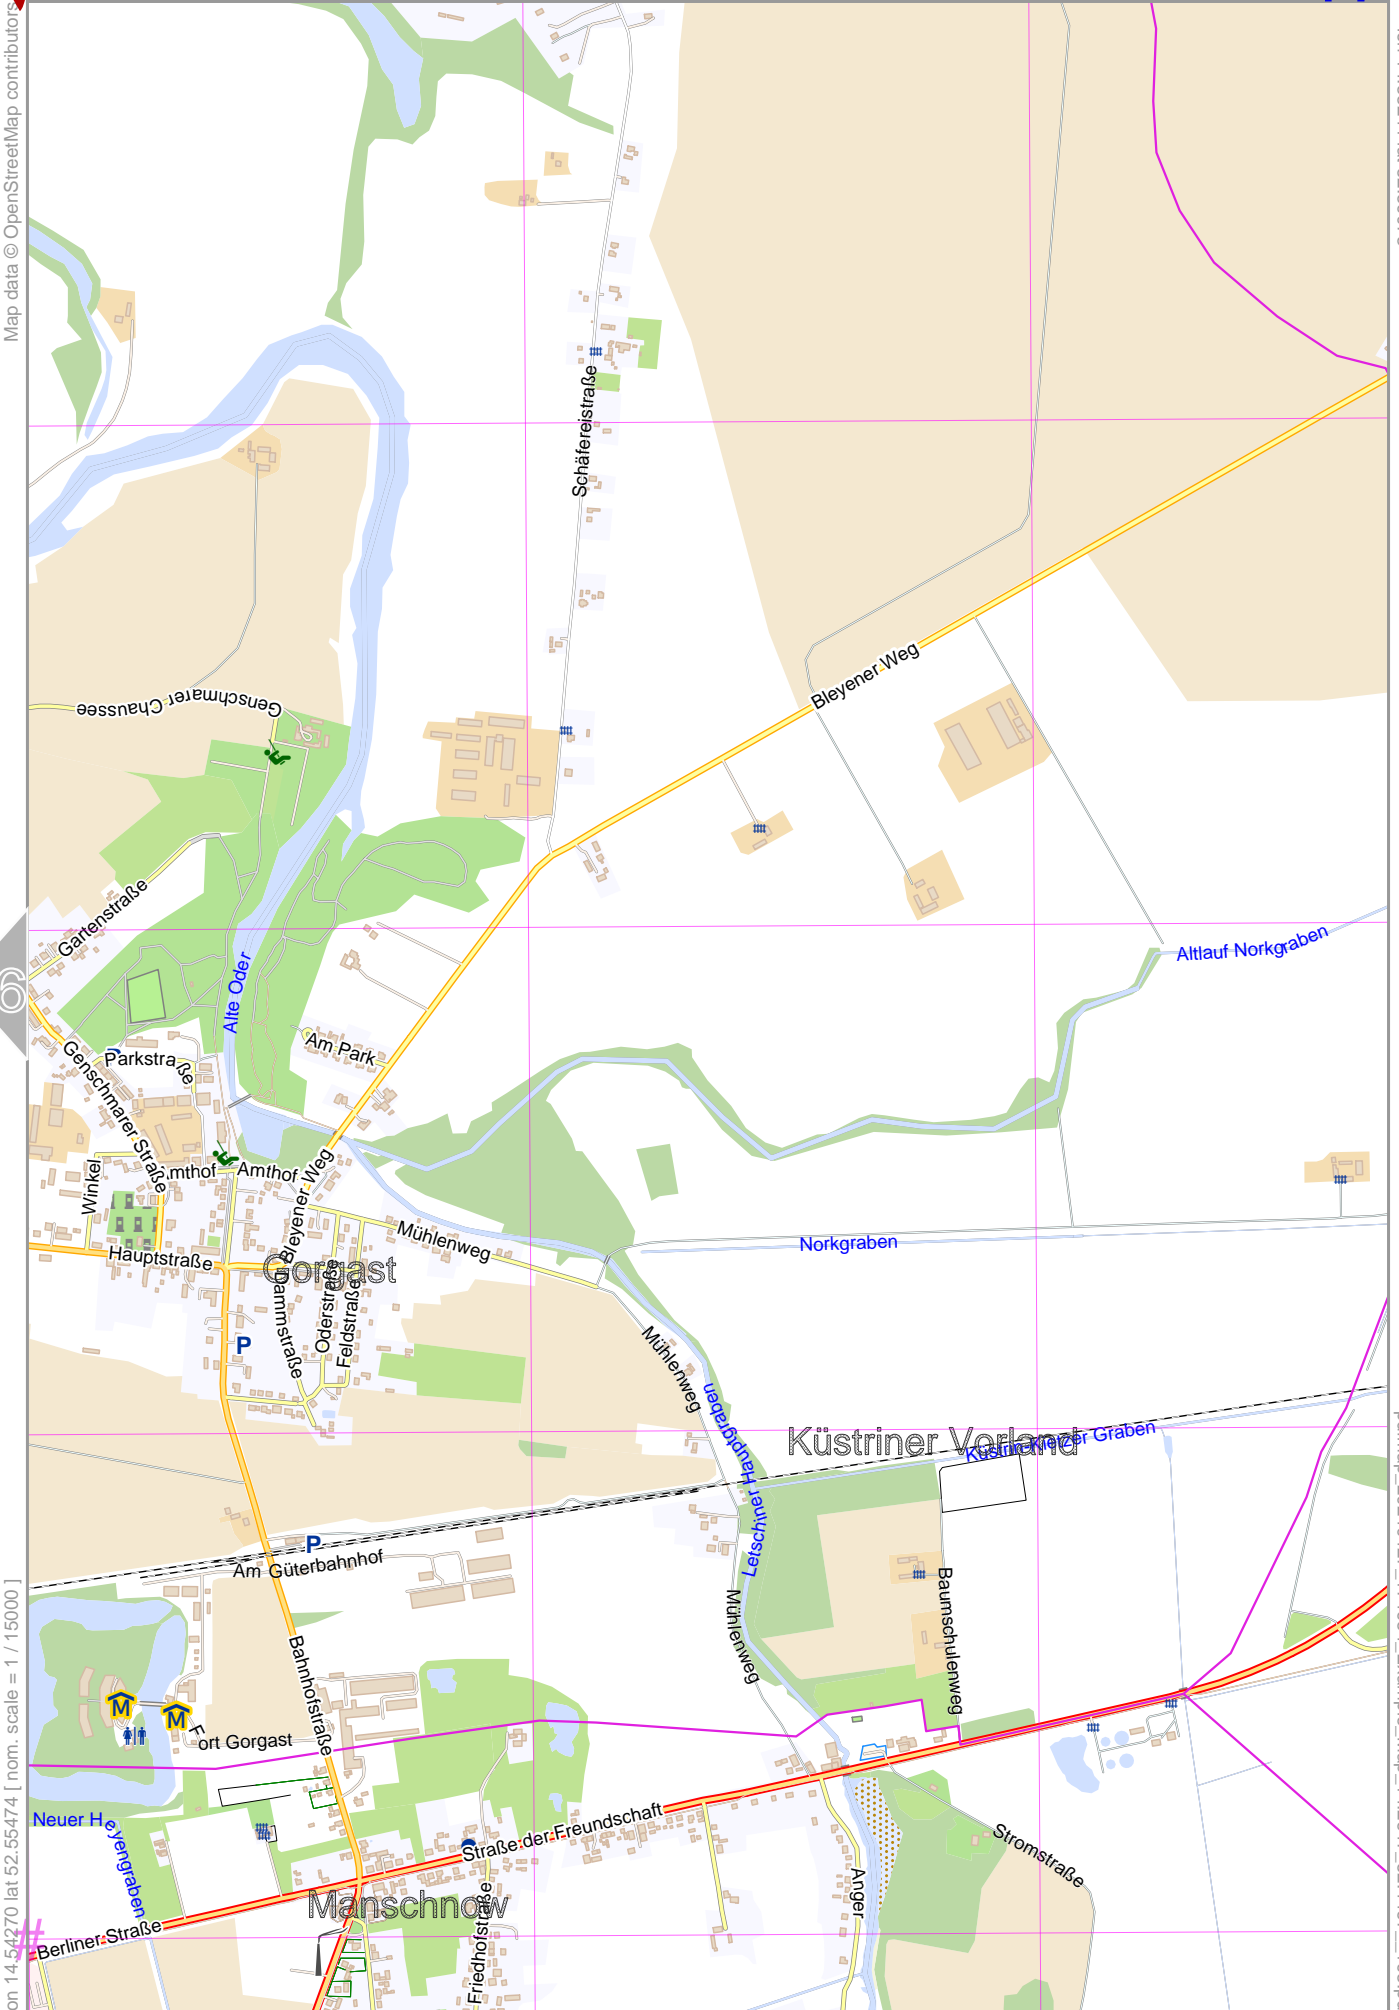 Map data © OpenStreetMap contributors
Schäfereistraße
Bleyener Weg
Genschmarer Chaussee
Gartenstraße
6
Alte Oder
Altlauf Norkgraben
Am Park
Parkstraße
Genschmarer Straße
Amthof
Amthof
Winkel
Bleyener Weg
Mühlenweg
Norkgraben
Hauptstraße
Gorgast
Dammstraße
Oderstraße
Feldstraße
P
Mühlenweg
Letschiner Hauptgraben
Küstriner Vorland
Küstrin-Kietzer Graben
P
Am Güterbahnhof
Mühlenweg
Baumschulenweg
Bahnhofstraße
M
M
Fort Gorgast
Neuer Heyengraben
Straße der Freundschaft
Stromstraße
Anger
Manschnow
Friedhofstraße
Berliner Straße
#
on 14.54270 lat 52.55474 [ nom. scale = 1 / 15000 ]